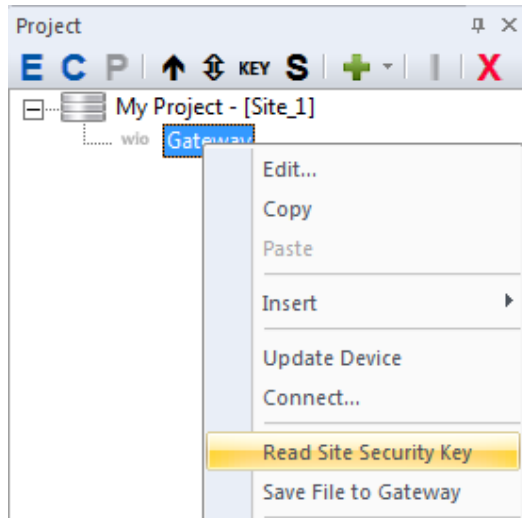 Project
E C P KEY S I X
My Project - [Site_1]
wio Gateway
Edit...
Copy
Paste
Insert
Update Device
Connect...
Read Site Security Key
Save File to Gateway